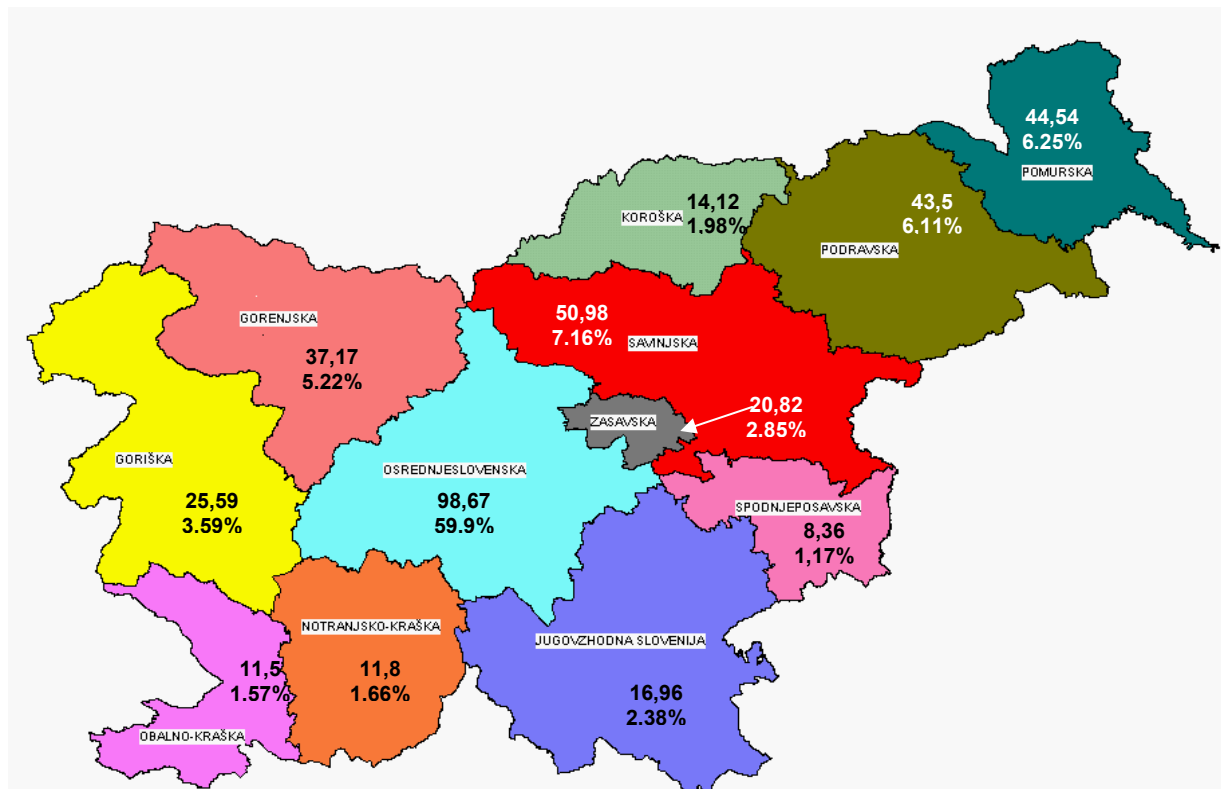 44,54
6.25%
POMURSKA
KOROŠKA
14,12
1,98%
43,5
6,11%
PODRAVSKA
GORENJSKA
37,17
5.22%
50,98
7.16%
SAVINJSKA
20,82
2.85%
ZASAVSKA
GORIŠKA
25,59
3.59%
OSREDNJESLOVENSKA
98,67
59.9%
SPODNJEPOSAVSKA
8,36
1,17%
NOTRANJSKO-KRAŠKA
11,8
1.66%
JUGOVZHODNA SLOVENIJA
16,96
2.38%
11,5
1.57%
OBALNO-KRAŠKA